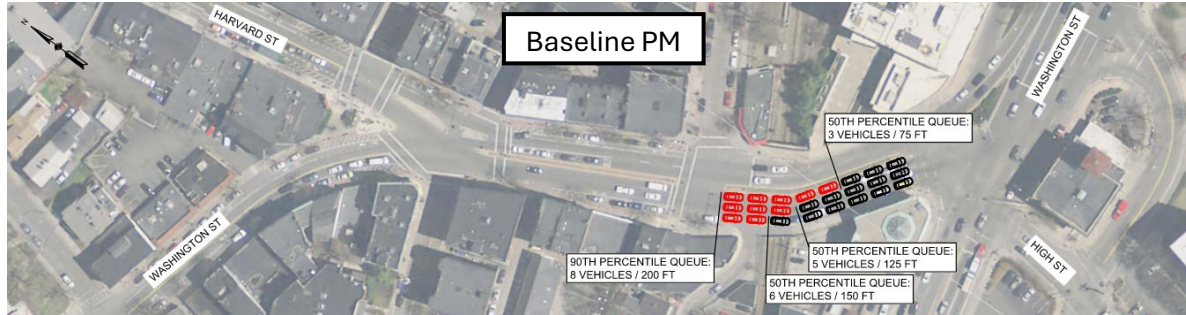 HARVARD ST
Baseline PM
WASHINGTON ST
50TH PERCENTILE QUEUE:
3 VEHICLES / 75 FT
N
WASHINGTON ST
90TH PERCENTILE QUEUE:
8 VEHICLES / 200 FT
50TH PERCENTILE QUEUE:
5 VEHICLES / 125 FT
50TH PERCENTILE QUEUE:
6 VEHICLES / 150 FT
HIGH ST